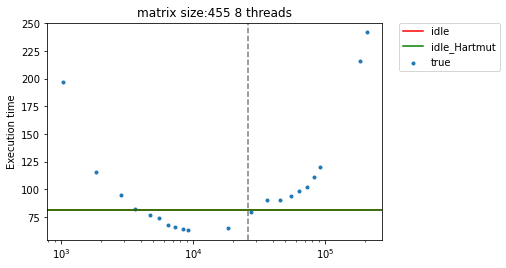 matrix size:455 8 threads
Execution time
250
225
200
175
150
125
100
75
10³
10⁴
10⁵
idle
idle_Hartmut
true